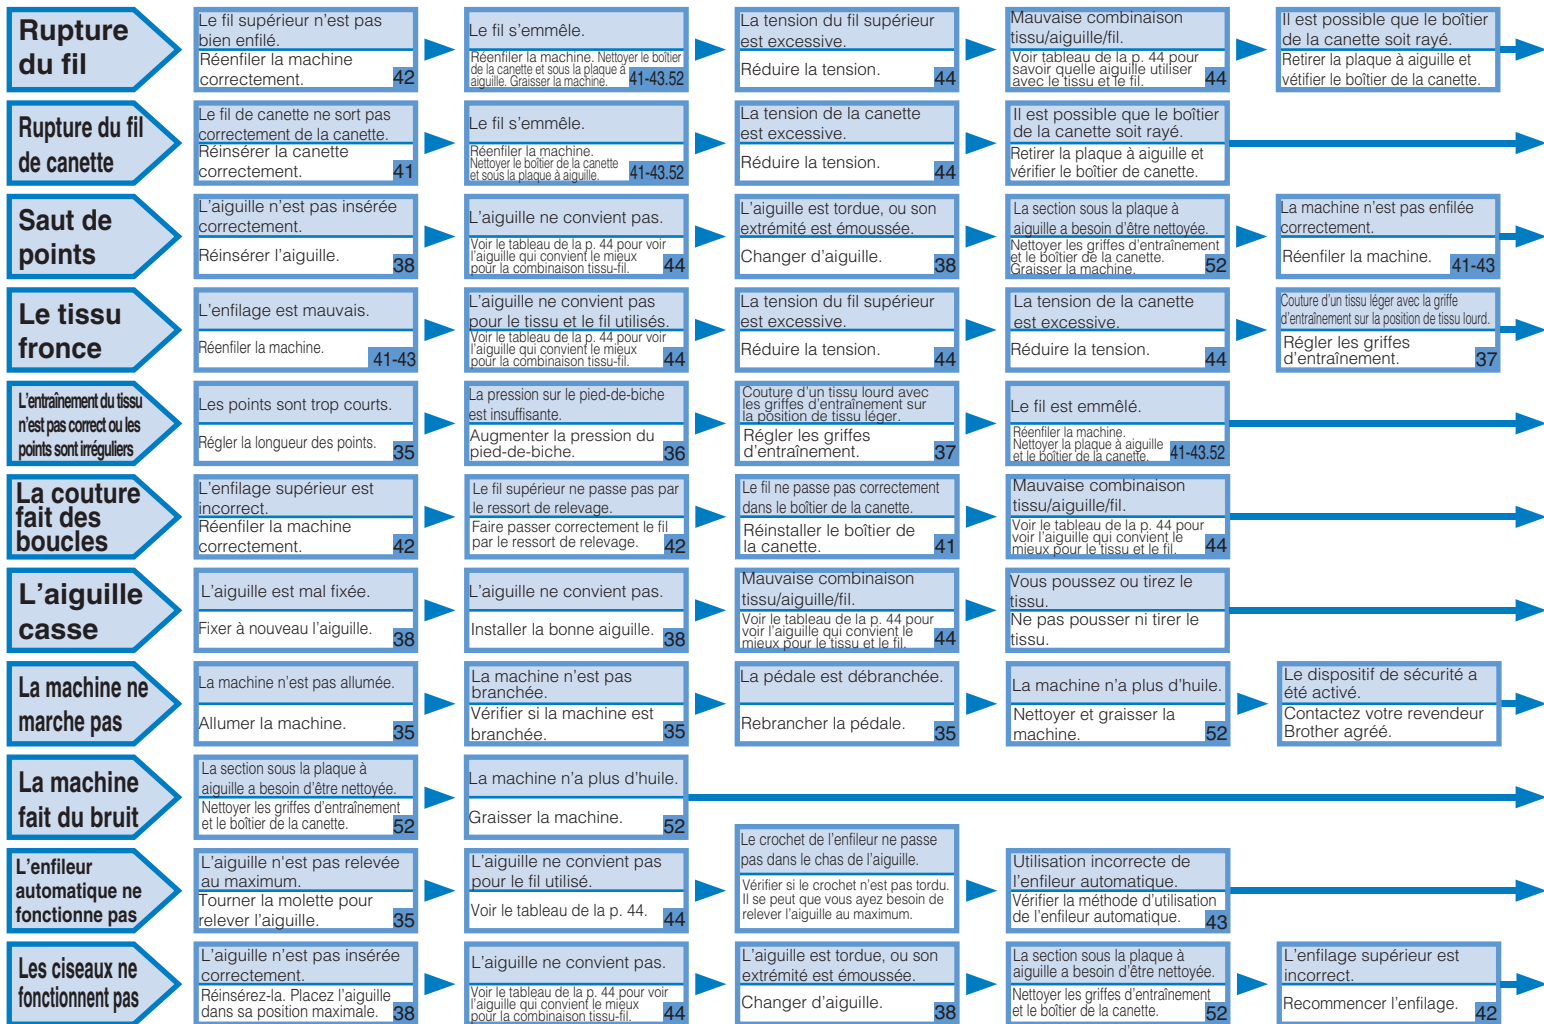 Rupture
du fil
Le fil supérieur n'est pas
bien enfilé.
Réenfiler la machine
correctement.
42
Le fil s'emmêle.
Réenfiler la machine. Nettoyer le boîtier
de la canette et sous la plaque à
aiguille. Graisser la machine.
41-43.52
La tension du fil supérieur
est excessive.
Réduire la tension.
44
Mauvaise combinaison
tissu/aiguille/fil.
Voir tableau de la p. 44 pour
savoir quelle aiguille utiliser
avec le tissu et le fil.
44
Il est possible que le boîtier
de la canette soit rayé.
Retirer la plaque à aiguille et
vétifier le boîtier de la canette.
Rupture du fil
de canette
Le fil de canette ne sort pas
correctement de la canette.
Réinsérer la canette
correctement.
41
Le fil s'emmêle.
Réenfiler la machine.
Nettoyer le boîtier de la canette
et sous la plaque à aiguille.
41-43.52
La tension de la canette
est excessive.
Réduire la tension.
44
Il est possible que le boîtier
de la canette soit rayé.
Retirer la plaque à aiguille et
vérifier le boîtier de canette.
Saut de
points
L'aiguille n'est pas insérée
correctement.
Réinsérer l'aiguille.
38
L'aiguille ne convient pas.
Voir le tableau de la p. 44 pour voir
l'aiguille qui convient le mieux
pour la combinaison tissu-fil.
44
L'aiguille est tordue, ou son
extrémité est émoussée.
Changer d'aiguille.
38
La section sous la plaque à
aiguille a besoin d'être nettoyée.
Nettoyer les griffes d'entraînement
et le boîtier de la canette.
Graisser la machine.
52
La machine n'est pas enfilée
correctement.
Réenfiler la machine.
41-43
Le tissu
fronce
L'enfilage est mauvais.
Réenfiler la machine.
41-43
L'aiguille ne convient pas
pour le tissu et le fil utilisés.
Voir le tableau de la p. 44 pour voir
l'aiguille qui convient le mieux
pour la combinaison tissu-fil.
44
La tension du fil supérieur
est excessive.
Réduire la tension.
44
La tension de la canette
est excessive.
Réduire la tension.
44
Couture d'un tissu léger avec la griffe
d'entraînement sur la position de tissu lourd.
Régler les griffes
d'entraînement.
37
L'entraînement du tissu
n'est pas correct ou les
points sont irréguliers
Les points sont trop courts.
Régler la longueur des points.
35
La pression sur le pied-de-biche
est insuffisante.
Augmenter la pression du
pied-de-biche.
36
Couture d'un tissu lourd avec
les griffes d'entraînement sur
la position de tissu léger.
Régler les griffes
d'entraînement.
37
Le fil est emmêlé.
Réenfiler la machine.
Nettoyer la plaque à aiguille
et le boîtier de la canette.
41-43.52
La couture
fait des
boucles
L'enfilage supérieur est
incorrect.
Réenfiler la machine
correctement.
42
Le fil supérieur ne passe pas par
le ressort de relevage.
Faire passer correctement le fil
par le ressort de relevage.
42
Le fil ne passe pas correctement
dans le boîtier de la canette.
Réinstaller le boîtier de
la canette.
41
Mauvaise combinaison
tissu/aiguille/fil.
Voir le tableau de la p. 44 pour
voir l'aiguille qui convient le
mieux pour le tissu et le fil.
44
L'aiguille
casse
L'aiguille est mal fixée.
Fixer à nouveau l'aiguille.
38
L'aiguille ne convient pas.
Installer la bonne aiguille.
38
Mauvaise combinaison
tissu/aiguille/fil.
Voir le tableau de la p. 44 pour
voir l'aiguille qui convient le
mieux pour le tissu et le fil.
44
Vous poussez ou tirez le
tissu.
Ne pas pousser ni tirer le
tissu.
La machine ne
marche pas
La machine n'est pas allumée.
Allumer la machine.
35
La machine n'est pas
branchée.
Vérifier si la machine est
branchée.
35
La pédale est débranchée.
Rebrancher la pédale.
35
La machine n'a plus d'huile.
Nettoyer et graisser la
machine.
52
Le dispositif de sécurité a
été activé.
Contactez votre revendeur
Brother agréé.
La machine
fait du bruit
La section sous la plaque à
aiguille a besoin d'être nettoyée.
Nettoyer les griffes d'entraînement
et le boîtier de la canette.
52
La machine n'a plus d'huile.
Graisser la machine.
52
L'enfileur
automatique ne
fonctionne pas
L'aiguille n'est pas relevée
au maximum.
Tourner la molette pour
relever l'aiguille.
35
L'aiguille ne convient pas
pour le fil utilisé.
Voir le tableau de la p. 44.
44
Le crochet de l'enfileur ne passe
pas dans le chas de l'aiguille.
Vérifier si le crochet n'est pas tordu.
Il se peut que vous ayez besoin de
relever l'aiguille au maximum.
Utilisation incorrecte de
l'enfileur automatique.
Vérifier la méthode d'utilisation
de l'enfileur automatique.
43
Les ciseaux ne
fonctionnent pas
L'aiguille n'est pas insérée
correctement.
Réinsérez-la. Placez l'aiguille
dans sa position maximale.
38
L'aiguille ne convient pas.
Voir le tableau de la p. 44 pour voir
l'aiguille qui convient le mieux
pour la combinaison tissu-fil.
44
L'aiguille est tordue, ou son
extrémité est émoussée.
Changer d'aiguille.
38
La section sous la plaque à
aiguille a besoin d'être nettoyée.
Nettoyer les griffes d'entraînement
et le boîtier de la canette.
52
L'enfilage supérieur est
incorrect.
Recommencer l'enfilage.
42